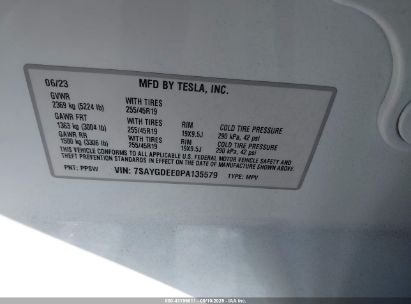 06/23 MFD BY TESLA, INC.
GVWR
2369 kg (5224 lb) WITH TIRES 255/45R19
GAWR FRT
1363 kg (3004 lb) WITH TIRES 255/45R19 RIM 19X9.5J COLD TIRE PRESSURE 290 kPa, 42 psi
GAWR RR
1500 kg (3306 lb) WITH TIRES 255/45R19 RIM 19X9.5J COLD TIRE PRESSURE 290 kPa, 42 psi
THIS VEHICLE CONFORMS TO ALL APPLICABLE U.S. FEDERAL MOTOR VEHICLE SAFETY AND
THEFT PREVENTION STANDARDS IN EFFECT ON THE DATE OF MANUFACTURE SHOWN ABOVE.
PNT: PPSW VIN: 7SAYGDEE0PA135579 TYPE: MPV